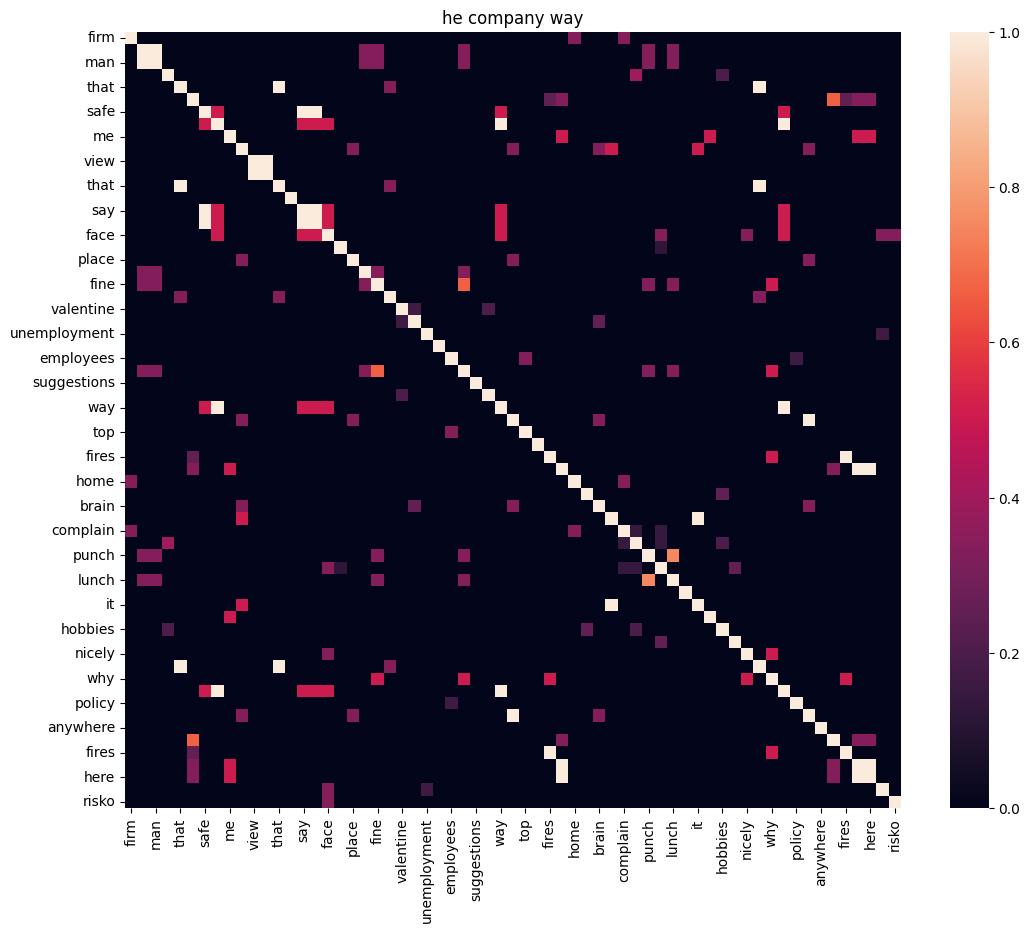 he company way
firm
man
that
safe
me
view
that
say
face
place
fine
valentine
unemployment
employees
suggestions
way
top
fires
home
brain
complain
punch
lunch
it
hobbies
nicely
why
policy
anywhere
fires
here
risko
firm
man
that
safe
me
view
that
say
face
place
fine
valentine
unemployment
employees
suggestions
way
top
fires
home
brain
complain
punch
lunch
it
hobbies
nicely
why
policy
anywhere
fires
here
risko
1.0
0.8
0.6
0.4
0.2
0.0